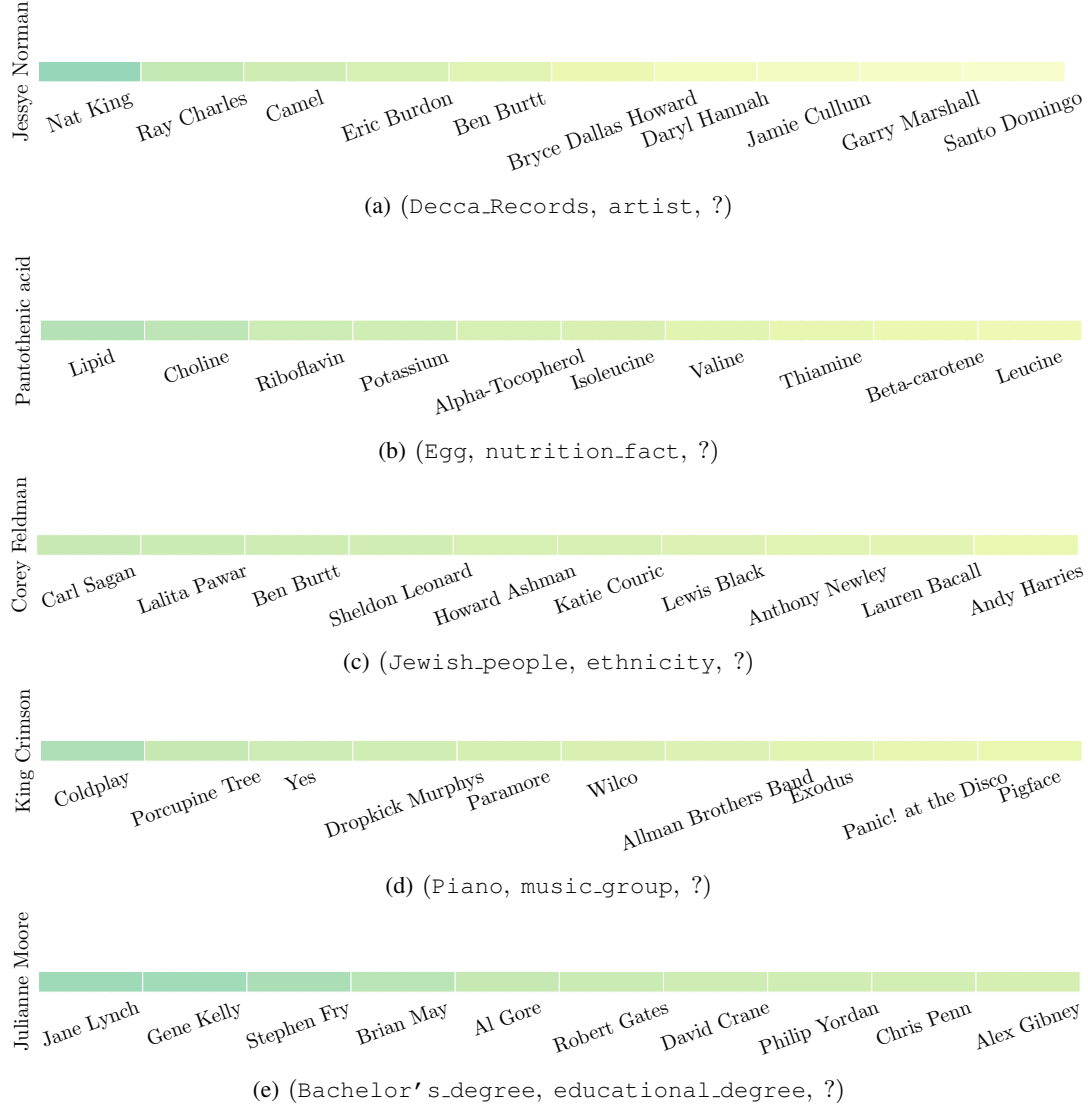 Jessye Norman
Nat King
Ray Charles
Camel
Eric Burdon
Ben Burtt
Bryce Dallas Howard
Daryl Hannah
Jamie Cullum
Garry Marshall
Santo Domingo
(a) (Decca_Records, artist, ?)
Pantothenic acid
Lipid
Choline
Riboflavin
Potassium
Alpha-Tocopherol
Isoleucine
Valine
Thiamine
Beta-carotene
Leucine
(b) (Egg, nutrition_fact, ?)
Corey Feldman
Carl Sagan
Lalita Pawar
Ben Burtt
Sheldon Leonard
Howard Ashman
Katie Couric
Lewis Black
Anthony Newley
Lauren Bacall
Andy Harries
(c) (Jewish_people, ethnicity, ?)
King Crimson
Coldplay
Porcupine Tree
Yes
Dropkick Murphys
Paramore
Wilco
Allman Brothers Band
Exodus
Panic! at the Disco
Pigface
(d) (Piano, music_group, ?)
Julianne Moore
Jane Lynch
Gene Kelly
Stephen Fry
Brian May
Al Gore
Robert Gates
David Crane
Philip Yordan
Chris Penn
Alex Gibney
(e) (Bachelor's_degree, educational_degree, ?)